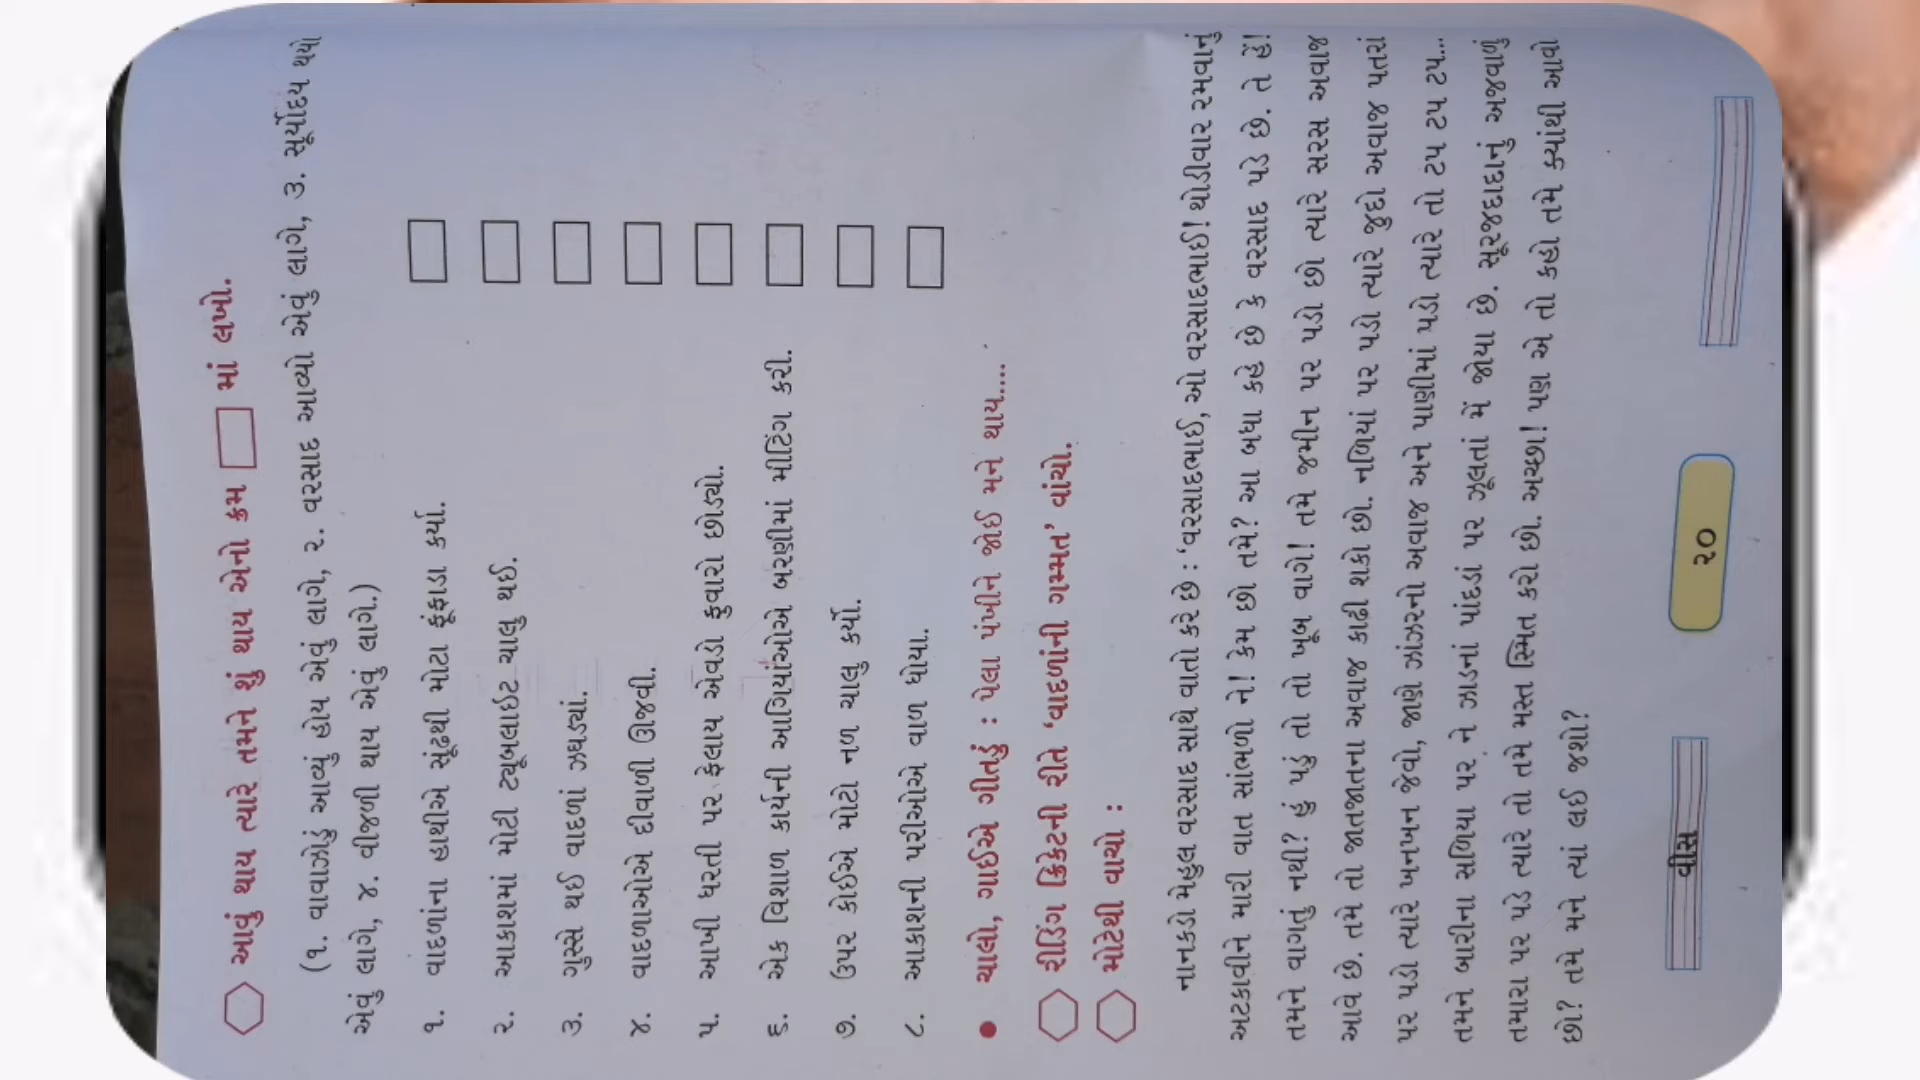 આવું થાય ત્યારે તમને શું થાય એનો ક્રમ માં લખો.
(૧. વાવાઝોડું આવ્યું હોય એવું લાગે, ૨. વરસાદ આવ્યો એવું લાગે, ૩. સૂર્યોદય થયો
એવું લાગે, ૪. વીજળી થાય એવું લાગે.)
૧. વાદળાંના હાથીએ સૂંઢથી મોટા ફૂંફાડા કર્યા.
૨. આકાશમાં મોટી ટ્યૂબલાઈટ ચાલુ થઈ.
૩. ગુસ્સે થઈ વાદળાં ઝઘડ્યાં.
૪. વાદળાઓએ દીવાળી ઊજવી.
૫. આખી ધરતી પર ફેલાય એવડો ફુવારો છોડ્યો.
૬. એક વિશાળ કાચની આગિયાંઓએ બરણીમાં મીટિંગ કરી.
૭. ઉપર કોઈએ મોટો નળ ચાલુ કર્યો.
૮. આકાશની પરીઓએ વાળ ધોયા.
• ચાલો, ગાઈએ ગીતડું : પેલા પંખીને જોઈ મને થાય.....
રીડિંગ ક્રિકેટની રીતે ‘વાદળાંની ગમ્મત’ વાંચો.
મોટેથી વાચો :
નાનકડો મેહુલ વરસાદ સાથે વાતો કરે છે : ‘વરસાદભાઈ, ઓ વરસાદભાઈ! થોડીવાર રમવાનું
અટકાવીને મારી વાત સાંભળો ને! કેમ છો તમે? આ બધા કહે છે કે વરસાદ પડે છે. તે હેં!
તમને વાગતું નથી? હું પડું તો તો ખૂબ વાગે! તમે જમીન પર પડો છો ત્યારે સરસ અવાજ
આવે છે. તમે તો જાતજાતના અવાજ કાઢી શકો છો. નળિયાં પર પડો ત્યારે જુદો અવાજ પતરાં
પર પડો ત્યારે ખનખન જેવો, જાણે ઝાંઝરનો અવાજ અને પાણીમાં પડો ત્યારે તો ટપ ટપ ટપ...
તમને બારીના સળિયા પર ને ઝાડનાં પાંદડાં પર ઝૂલતાં મેં જોયા છે. સૂરજદાદાનું અજવાળું
તમારા પર પડે ત્યારે તો તમે મસ્ત સ્મિત કરો છો. અચ્છા! પણ એ તો કહો તમે ક્યાંથી આવો
છો? તમે મને ત્યાં લઈ જશો?
વીસ ૨૦